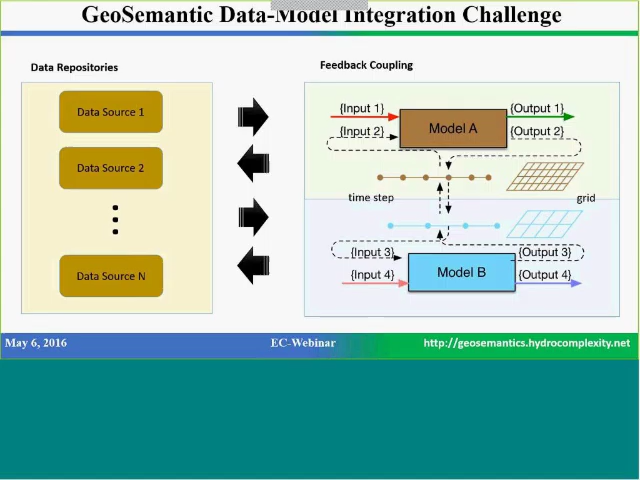 GeoSemantic Data-Model Integration Challenge
Data Repositories
Feedback Coupling
Data Source 1
Data Source 2
Data Source N
{Input 1}
{Output 1}
{Input 2}
Model A
{Output 2}
time step
grid
{Input 3}
{Output 3}
{Input 4}
Model B
{Output 4}
May 6, 2016
EC-Webinar
http://geosemantics.hydrocomplexity.net